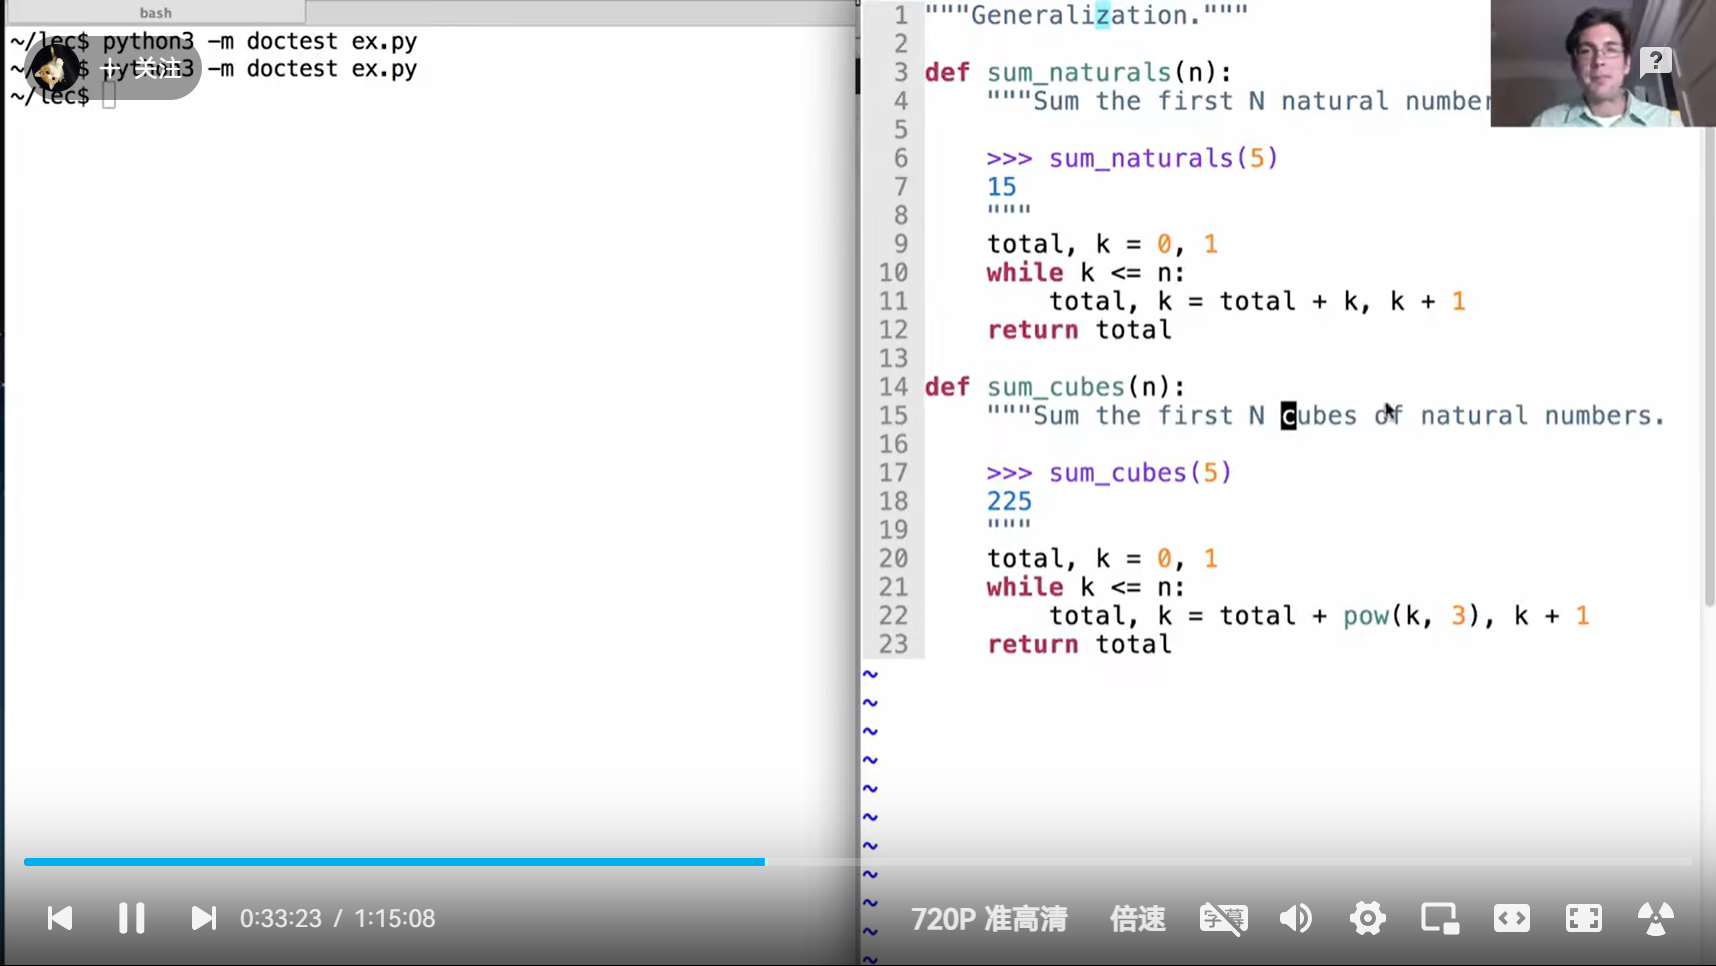 bash
~/lec$ python3 -m doctest ex.py
~/lec$ python3 -m doctest ex.py
~/lec$
+ 关注
1 """Generalization."""
2
3 def sum_naturals(n):
4     """Sum the first N natural number
5
6     >>> sum_naturals(5)
7     15
8     """
9     total, k = 0, 1
10     while k <= n:
11         total, k = total + k, k + 1
12     return total
13
14 def sum_cubes(n):
15     """Sum the first N cubes of natural numbers.
16
17     >>> sum_cubes(5)
18     225
19     """
20     total, k = 0, 1
21     while k <= n:
22         total, k = total + pow(k, 3), k + 1
23     return total
~
~
~
~
~
~
~
~
~
~
~
?
0:33:23 / 1:15:08
720P 准高清 倍速 字幕